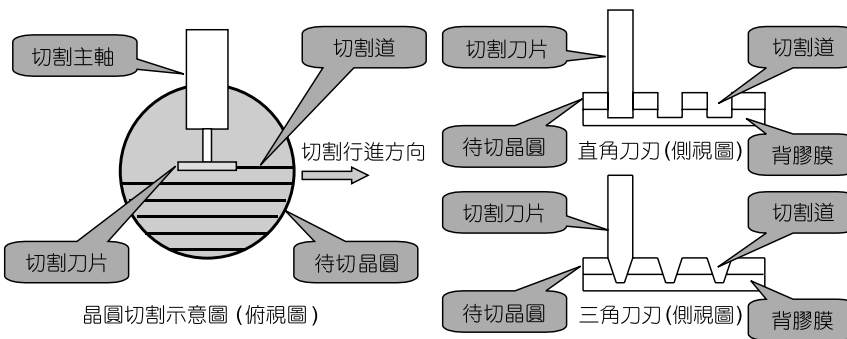 切割主軸
切割道
切割行進方向
切割刀片
待切晶圓
晶圓切割示意圖 (俯視圖)
切割刀片
切割道
待切晶圓
直角刀刃 (側視圖)
背膠膜
切割刀片
切割道
待切晶圓
三角刀刃 (側視圖)
背膠膜